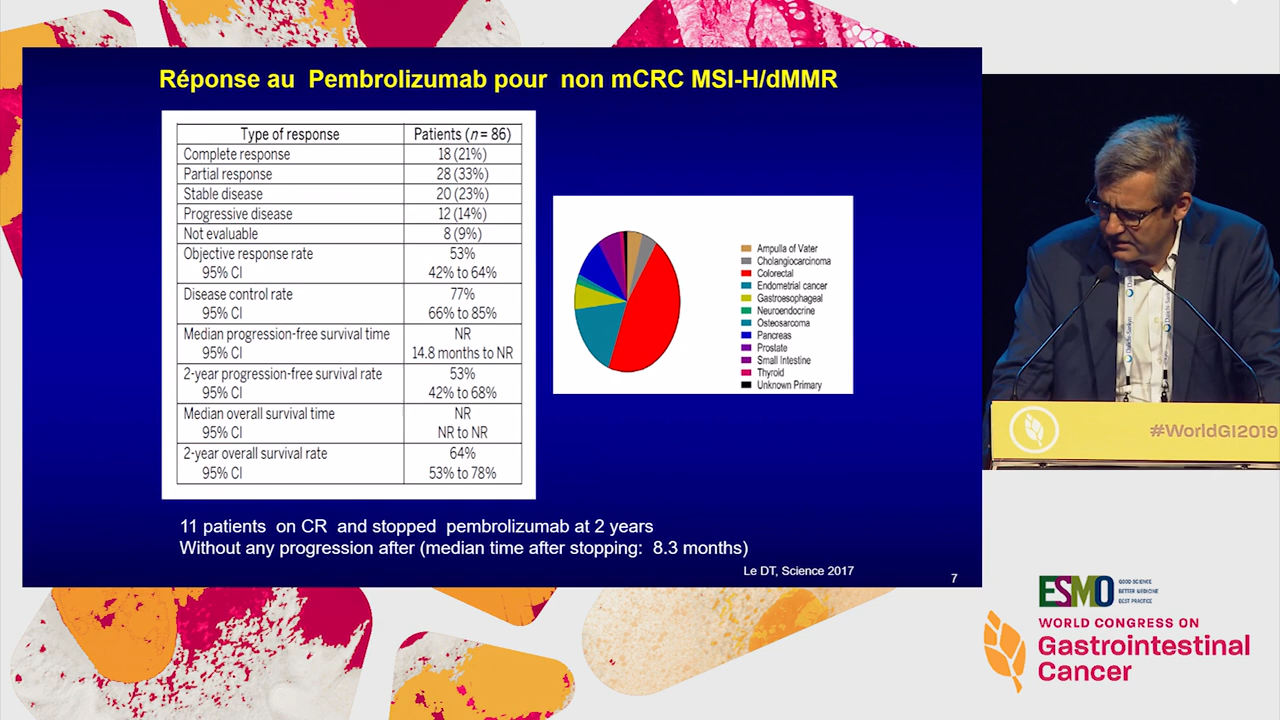 Réponse au Pembrolizumab pour non mCRC MSI-H/dMMR
Type of response Patients (n = 86)
Complete response 18 (21%)
Partial response 28 (33%)
Stable disease 20 (23%)
Progressive disease 12 (14%)
Not evaluable 8 (9%)
Objective response rate 53%
95% CI 42% to 64%
Disease control rate 77%
95% CI 66% to 85%
Median progression-free survival time NR
95% CI 14.8 months to NR
2-year progression-free survival rate 53%
95% CI 42% to 68%
Median overall survival time NR
95% CI NR to NR
2-year overall survival rate 64%
95% CI 53% to 78%
Ampulla of Vater
Cholangiocarcinoma
Colorectal
Endometrial cancer
Gastroesophageal
Neuroendocrine
Osteosarcoma
Pancreas
Prostate
Small Intestine
Thyroid
Unknown Primary
11 patients on CR and stopped pembrolizumab at 2 years
Without any progression after (median time after stopping: 8.3 months)
Le DT, Science 2017
7
Daiichi-Sankyo
#WorldGI2019
ESMO
GOOD SCIENCE
BETTER MEDICINE
BEST PRACTICE
WORLD CONGRESS ON
Gastrointestinal
Cancer